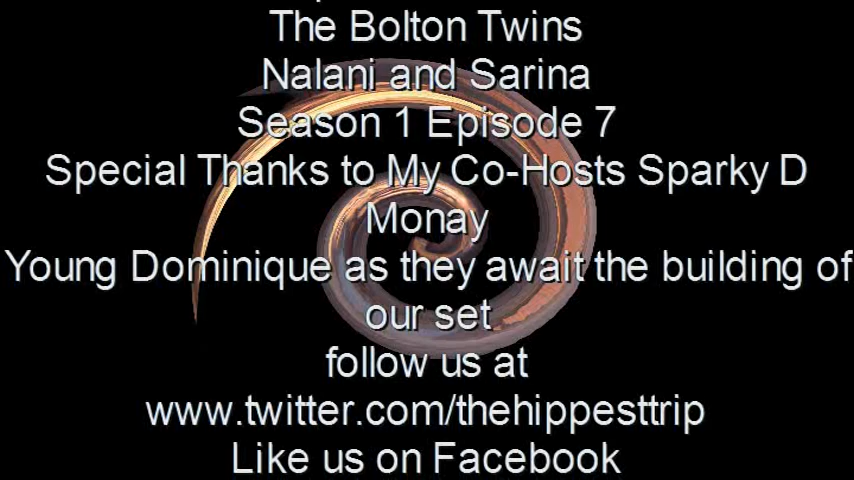 The Bolton Twins
Nalani and Sarina
Season 1 Episode 7
Special Thanks to My Co-Hosts Sparky D
Monay
Young Dominique as they await the building of
our set
follow us at
www.twitter.com/thehippesttrip
Like us on Facebook